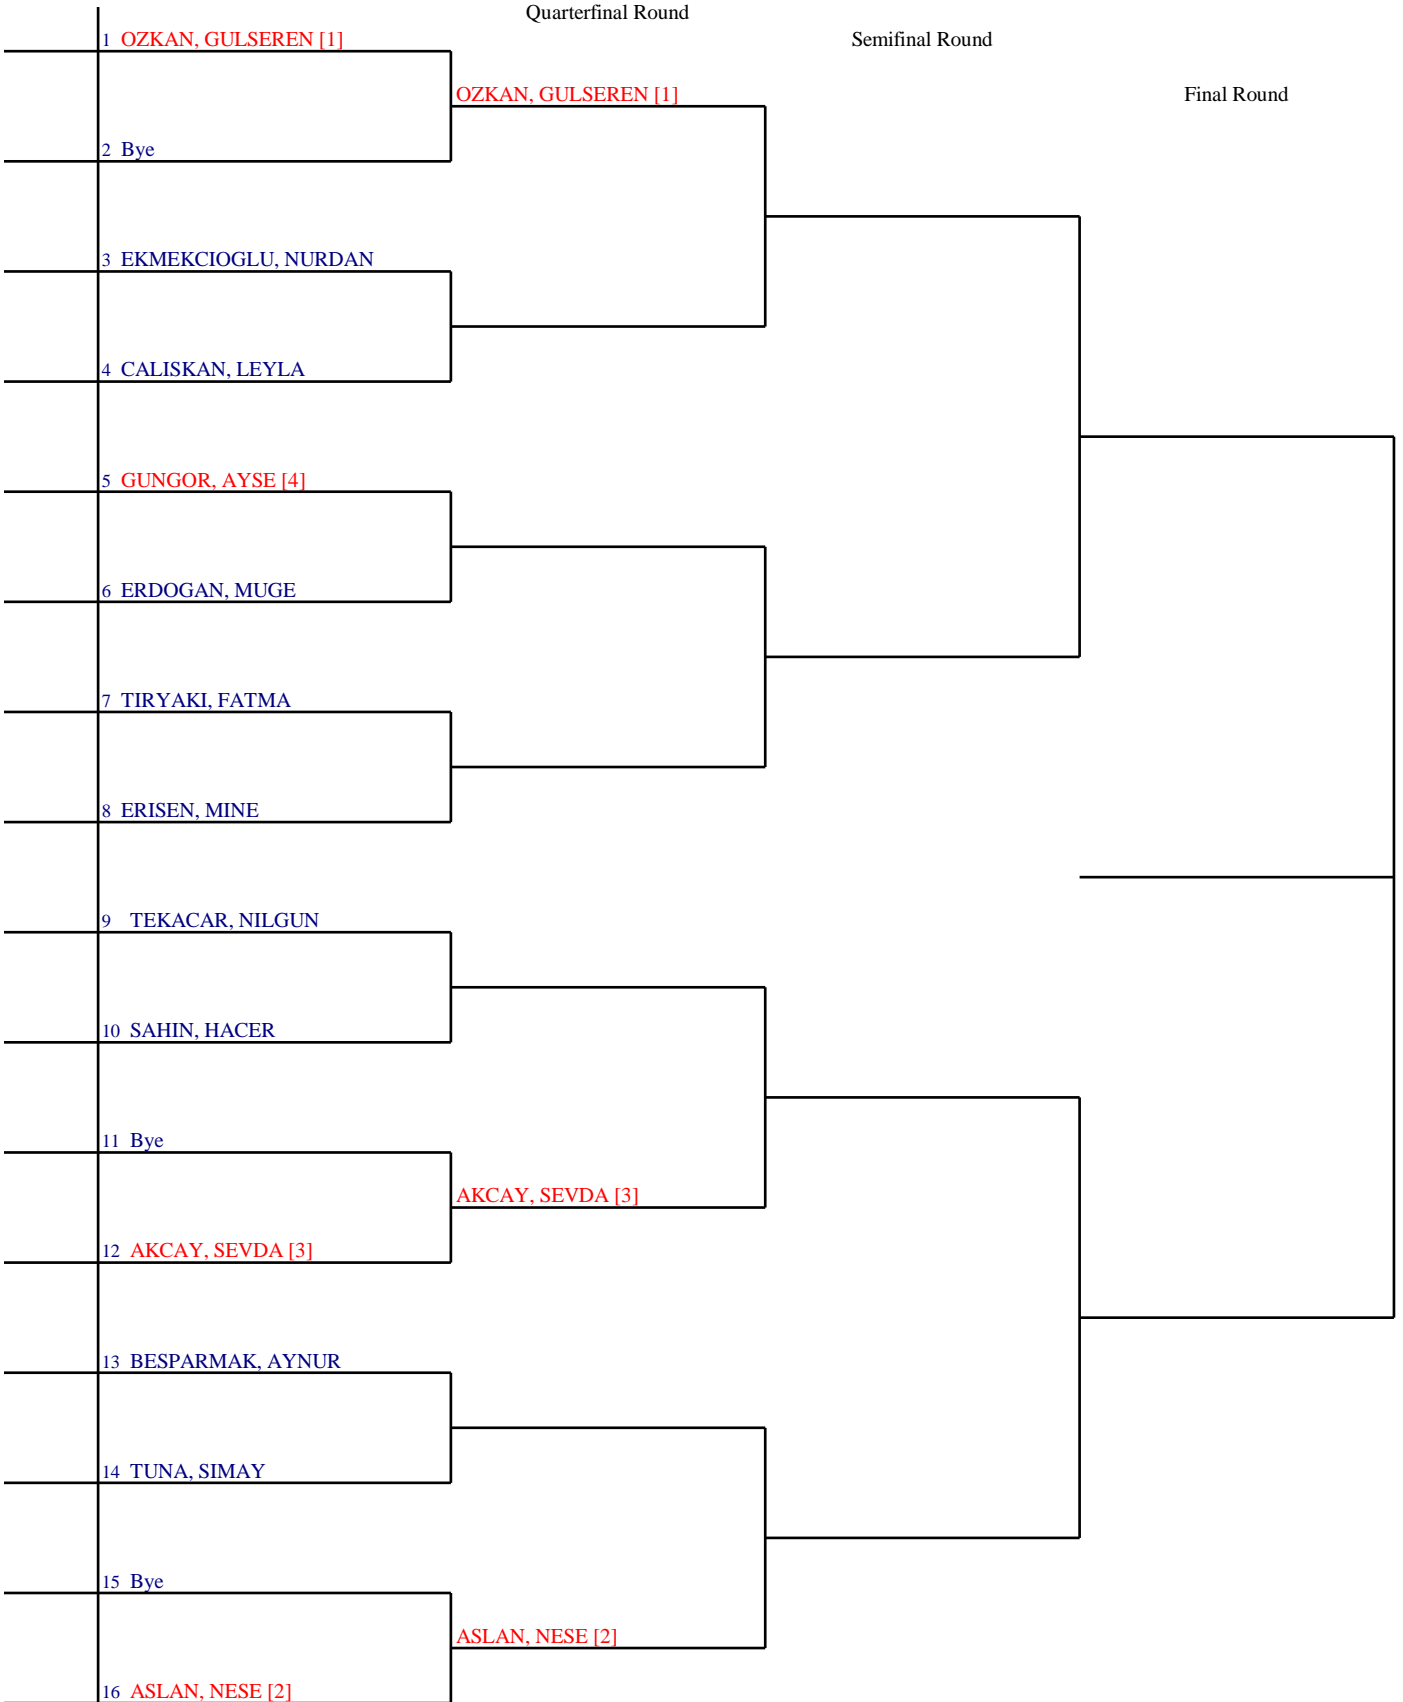 Quarterfinal Round
1 OZKAN, GULSEREN [1]
Semifinal Round
OZKAN, GULSEREN [1]
Final Round
2 Bye
3 EKMEKCIOGLU, NURDAN
4 CALISKAN, LEYLA
5 GUNGOR, AYSE [4]
6 ERDOGAN, MUGE
7 TIRYAKI, FATMA
8 ERISEN, MINE
9 TEKACAR, NILGUN
10 SAHIN, HACER
11 Bye
AKCAY, SEVDA [3]
12 AKCAY, SEVDA [3]
13 BESPARMAK, AYNUR
14 TUNA, SIMAY
15 Bye
ASLAN, NESE [2]
16 ASLAN, NESE [2]